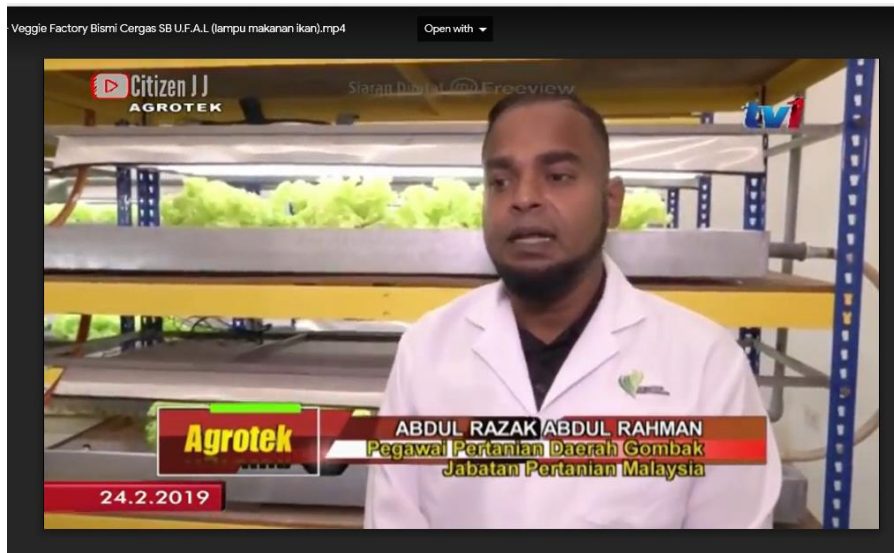 Veggie Factory Bismi Cergas SB U.F.A.L (lampu makanan ikan).mp4
Open with
Citizen J J
AGROTEK
Siaran Digital @ Freeview
tv1
Agrotek
ABDUL RAZAK ABDUL RAHMAN
Pegawai Pertanian Daerah Gombak
Jabatan Pertanian Malaysia
24.2.2019